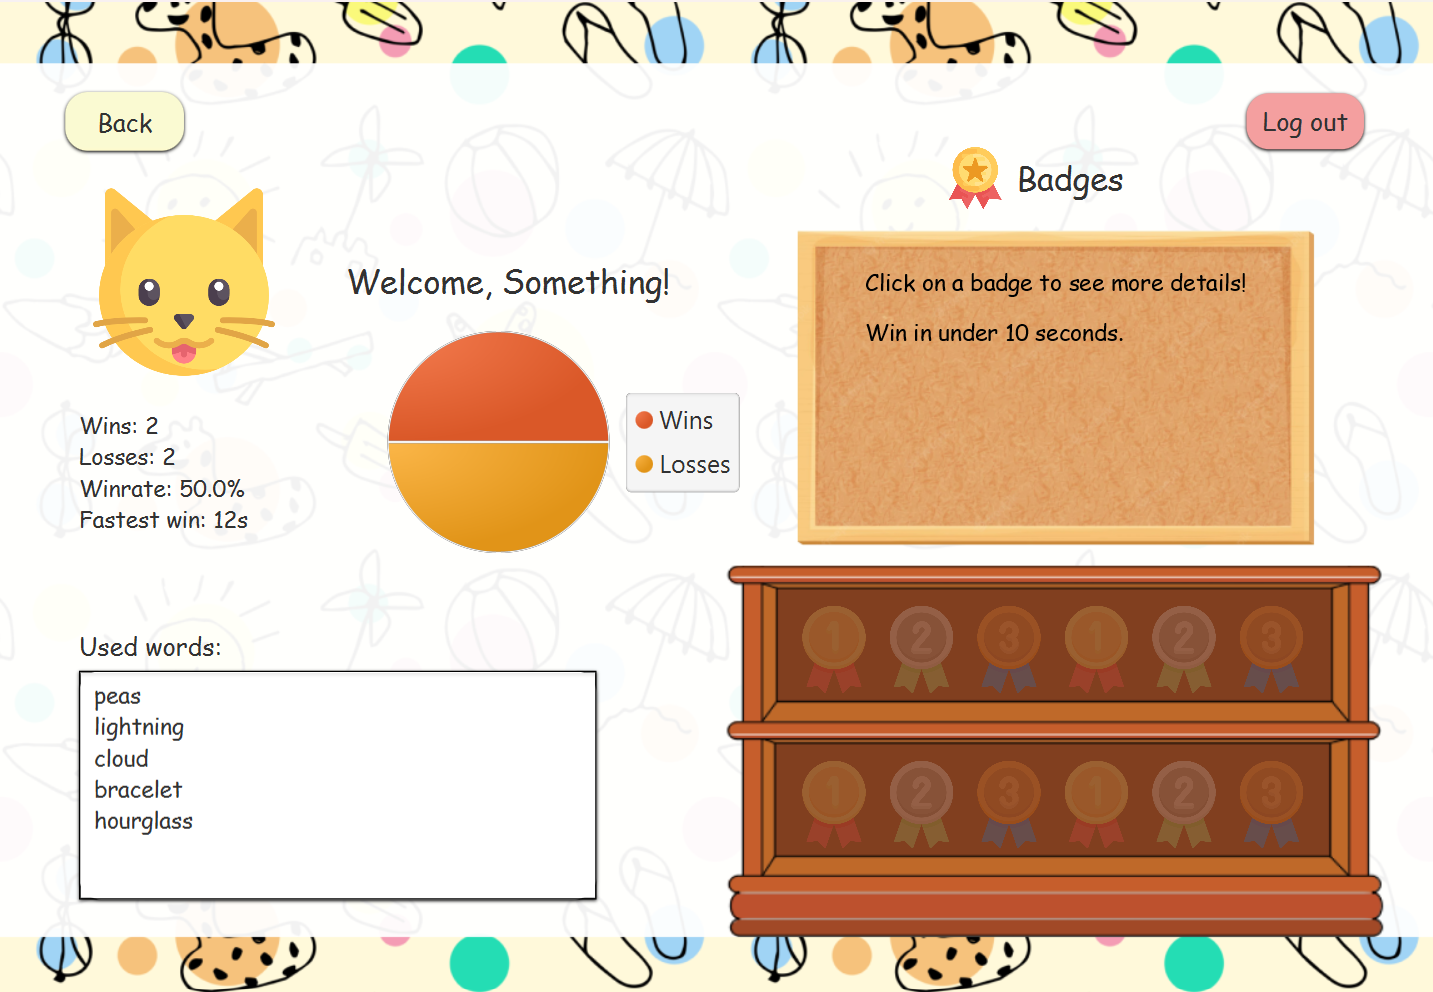 Back
Log out
Badges
Welcome, Something!
Click on a badge to see more details!
Win in under 10 seconds.
Wins: 2
Losses: 2
Winrate: 50.0%
Fastest win: 12s
Wins
Losses
Used words:
peas
lightning
cloud
bracelet
hourglass
1 2 3 1 2 3
1 2 3 1 2 3